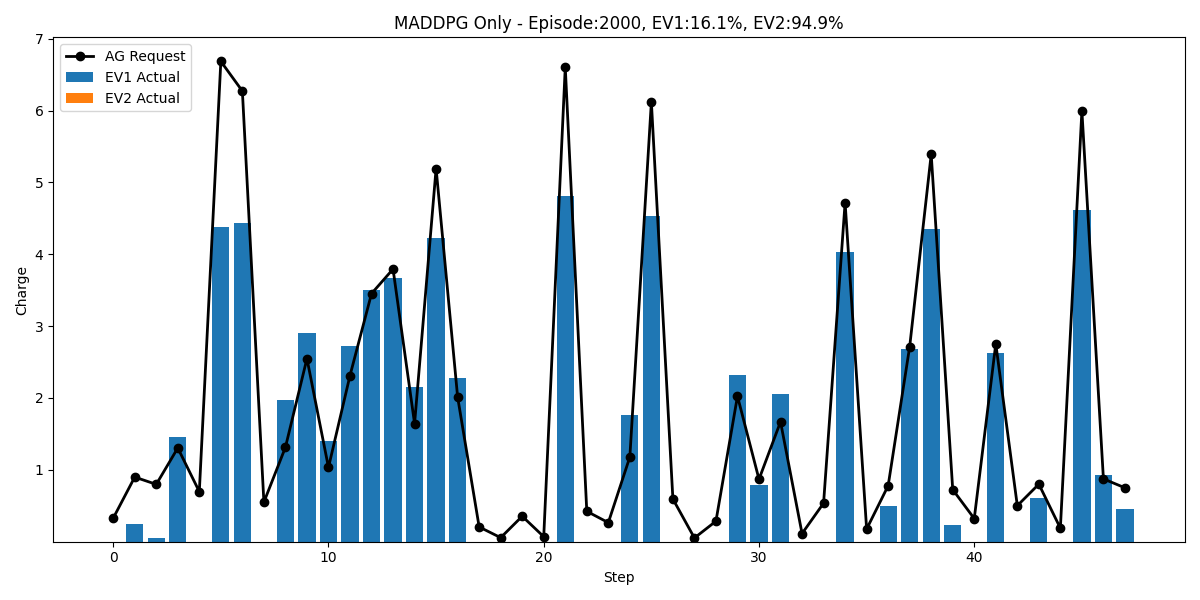 MADDPG Only - Episode:2000, EV1:16.1%, EV2:94.9%
AG Request
EV1 Actual
EV2 Actual
Charge
7
6
5
4
3
2
1
0 10 20 30 40
Step